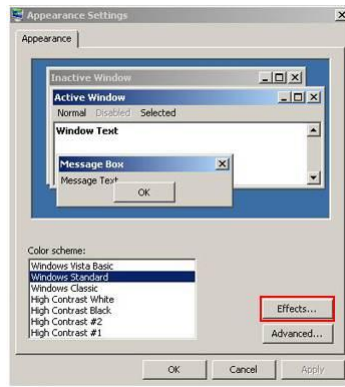 Appearance Settings
Appearance
Inactive Window
Active Window
Normal Disabled Selected
Window Text
Message Box
Message Text
OK
Color scheme:
Windows Vista Basic
Windows Standard
Windows Classic
High Contrast White
High Contrast Black
High Contrast #2
High Contrast #1
Effects...
Advanced...
OK Cancel Apply